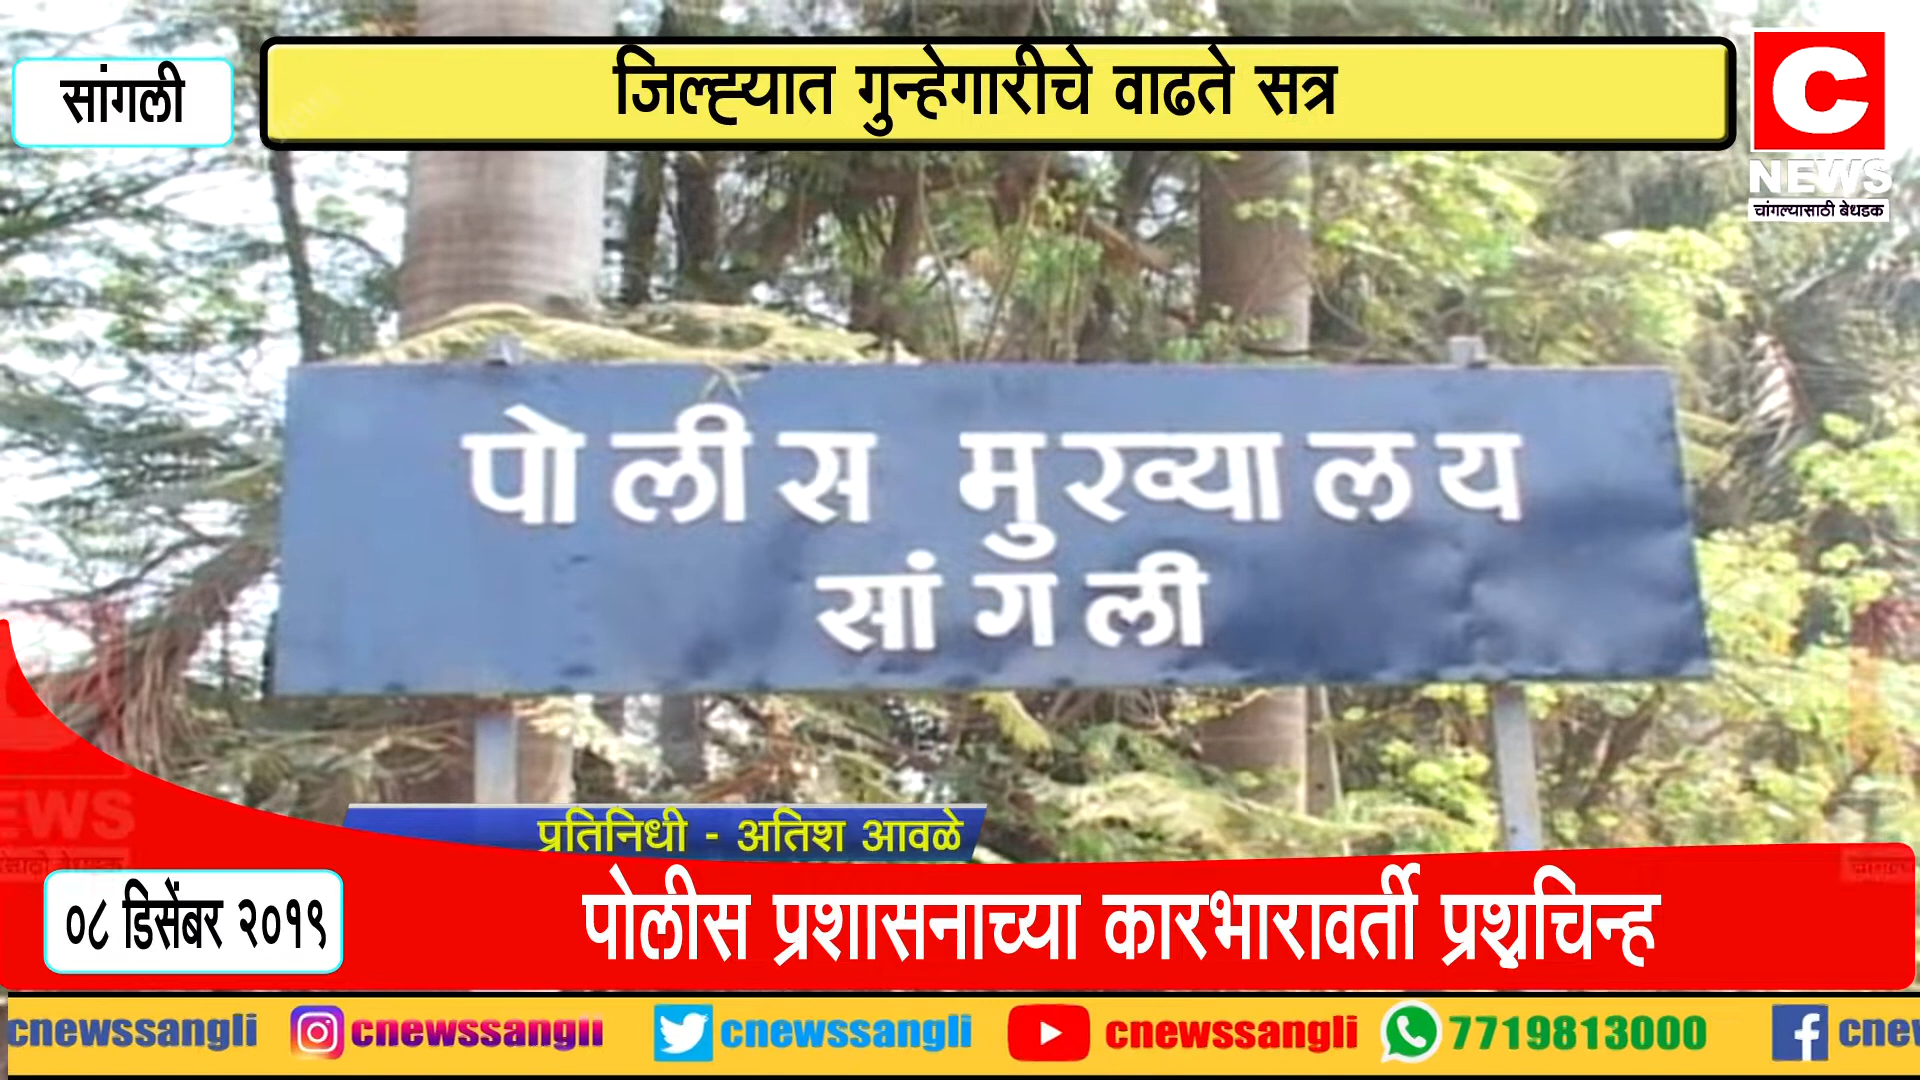 सांगली
जिल्ह्यात गुन्हेगारीचे वाढते सत्र
C
NEWS
चांगल्यासाठी बेधडक
पोलीस मुख्यालय
सांगली
प्रतिनिधी - अतिश आवळे
०८ डिसेंबर २०१९
पोलीस प्रशासनाच्या कारभारावर्ती प्रश्नचिन्ह
cnewssangli cnewssangli cnewssangli cnewssangli 7719813000 cnew